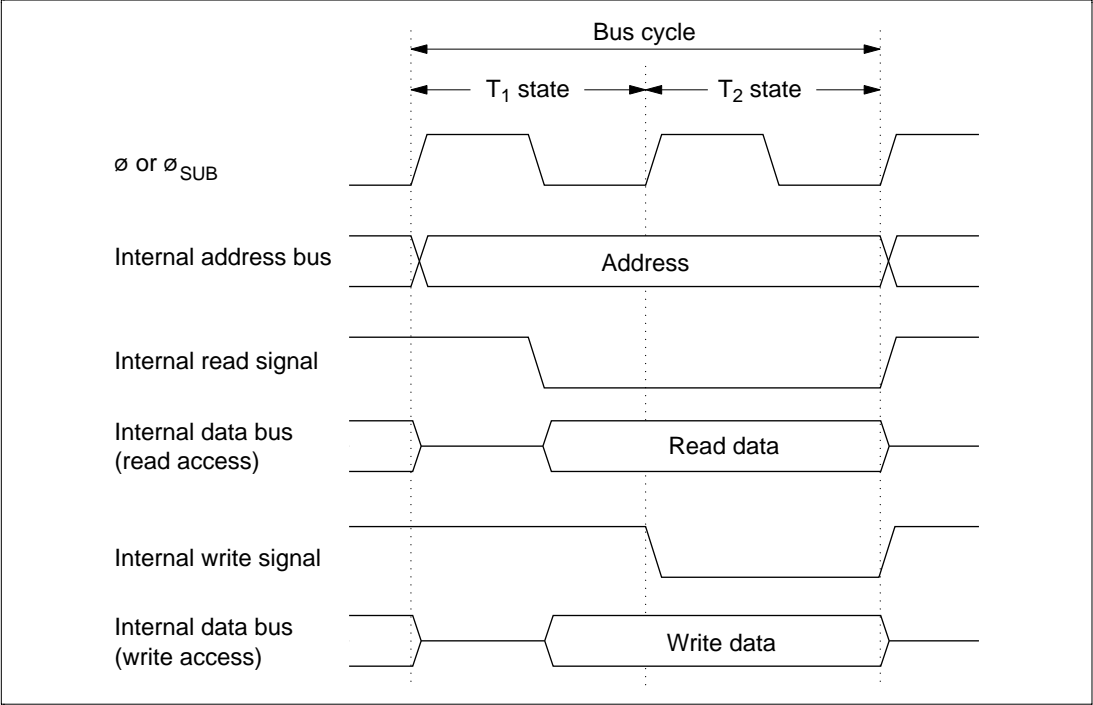 Bus cycle
T1 state
T2 state
ø or øSUB
Internal address bus
Address
Internal read signal
Internal data bus
(read access)
Read data
Internal write signal
Internal data bus
(write access)
Write data